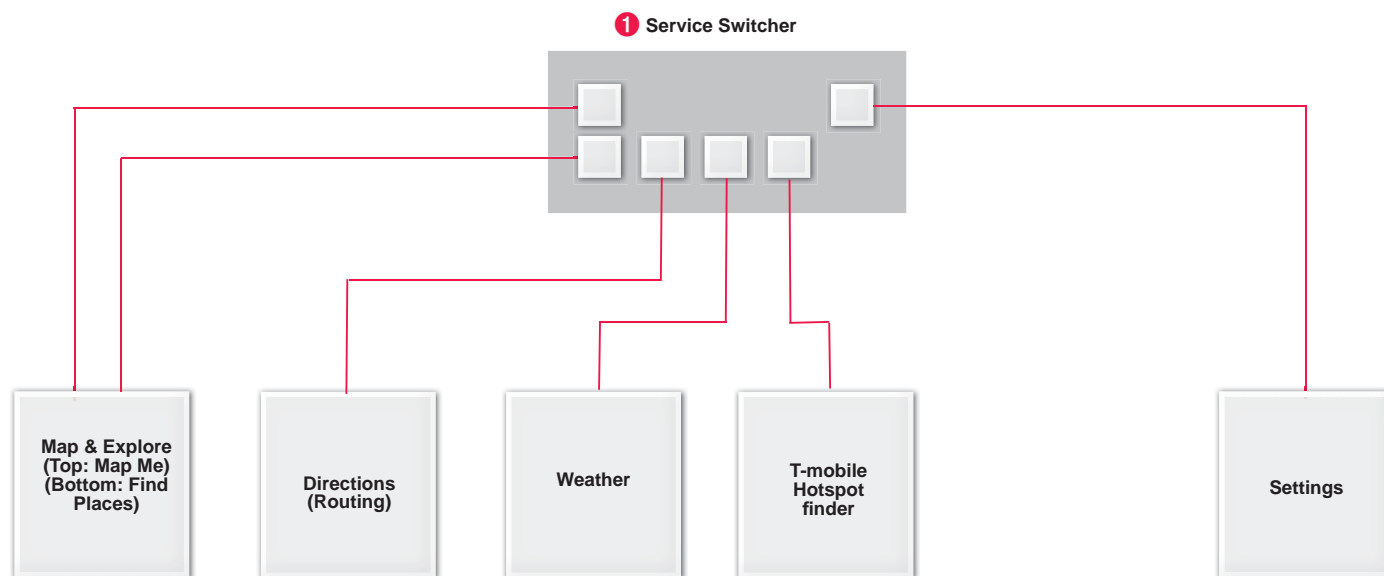 1 Service Switcher
Map & Explore
(Top: Map Me)
(Bottom: Find
Places)
Directions
(Routing)
Weather
T-mobile
Hotspot
finder
Settings